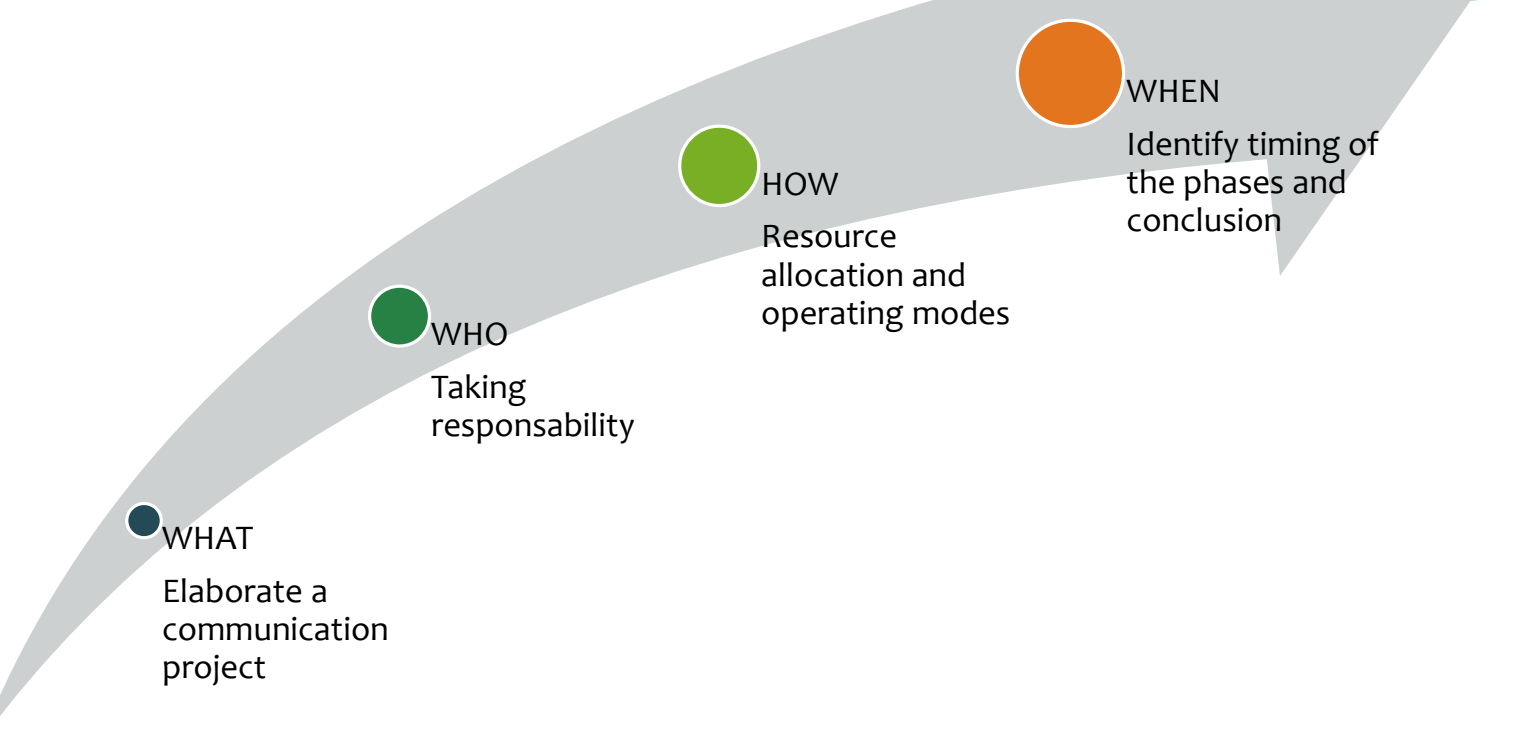 WHAT
Elaborate a
communication
project
WHO
Taking
responsability
HOW
Resource
allocation and
operating modes
WHEN
Identify timing of
the phases and
conclusion